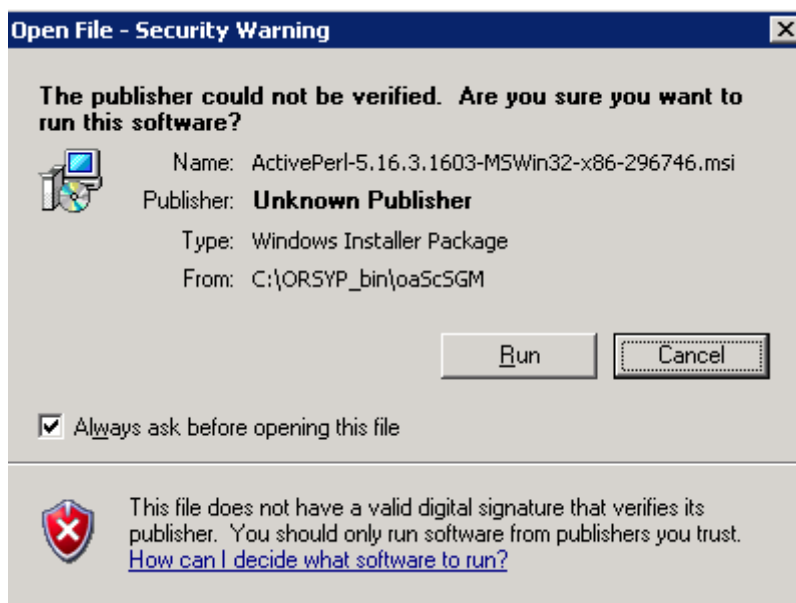 Open File - Security Warning
The publisher could not be verified.  Are you sure you want to
run this software?
Name: ActivePerl-5.16.3.1603-MSWin32-x86-296746.msi
Publisher: Unknown Publisher
Type: Windows Installer Package
From: C:\ORSYP_bin\oaScSGM
Run Cancel
Always ask before opening this file
This file does not have a valid digital signature that verifies its
publisher.  You should only run software from publishers you trust.
How can I decide what software to run?